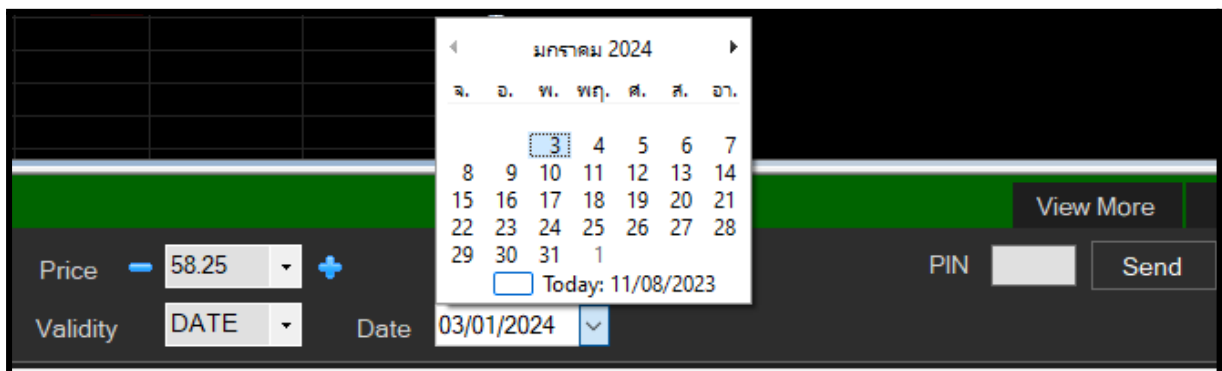 มกราคม 2024
จ. อ. พ. พฤ. ศ. ส. อา.
3 4 5 6 7
8 9 10 11 12 13 14
15 16 17 18 19 20 21
22 23 24 25 26 27 28
29 30 31 1
Today: 11/08/2023
View More
Price 58.25 PIN Send
Validity DATE Date 03/01/2024